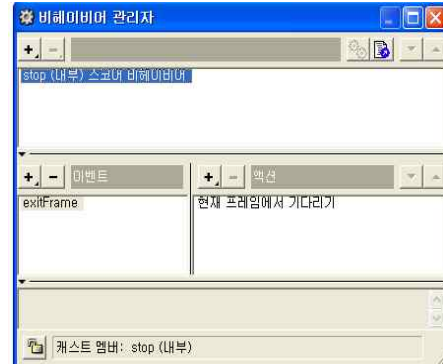 비헤이비어 관리자
stop (내부) 스코어 비헤이비어
이벤트
액션
exitFrame
현재 프레임에서 기다리기
캐스트 멤버: stop (내부)